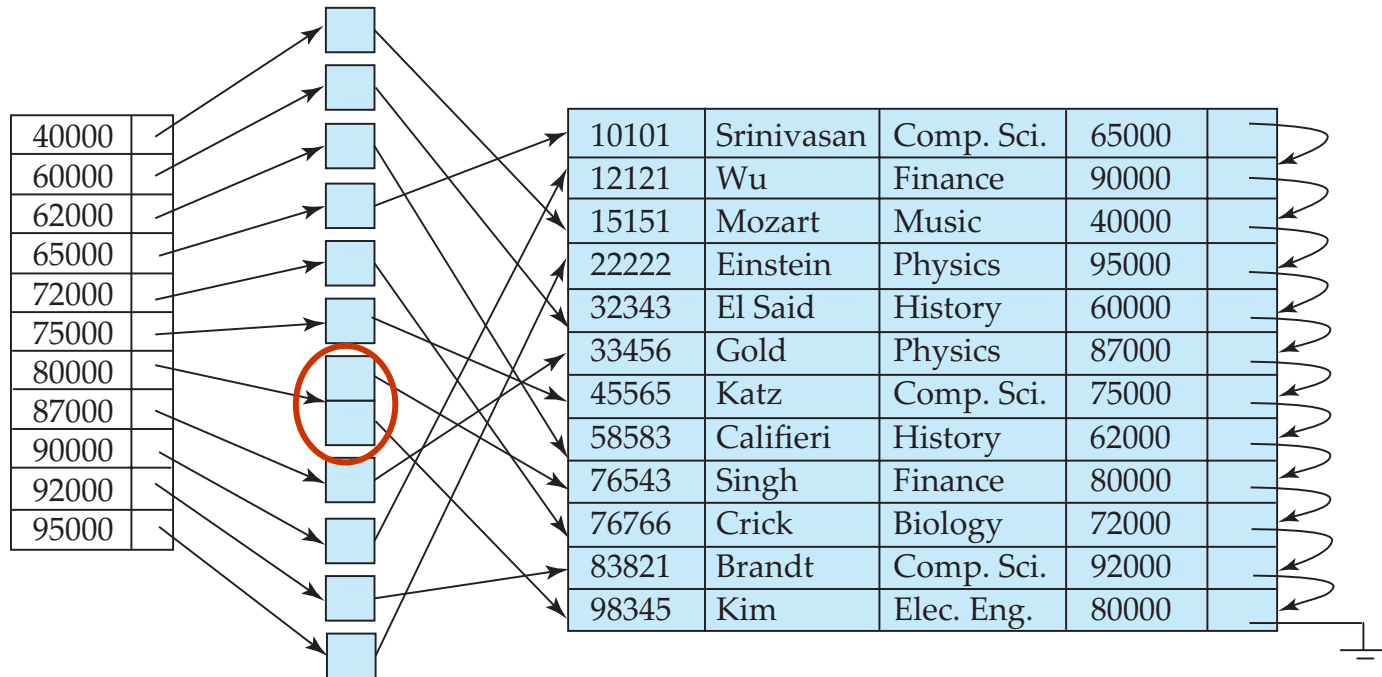 40000
60000
62000
65000
72000
75000
80000
87000
90000
92000
95000
10101 Srinivasan Comp. Sci. 65000
12121 Wu Finance 90000
15151 Mozart Music 40000
22222 Einstein Physics 95000
32343 El Said History 60000
33456 Gold Physics 87000
45565 Katz Comp. Sci. 75000
58583 Califieri History 62000
76543 Singh Finance 80000
76766 Crick Biology 72000
83821 Brandt Comp. Sci. 92000
98345 Kim Elec. Eng. 80000